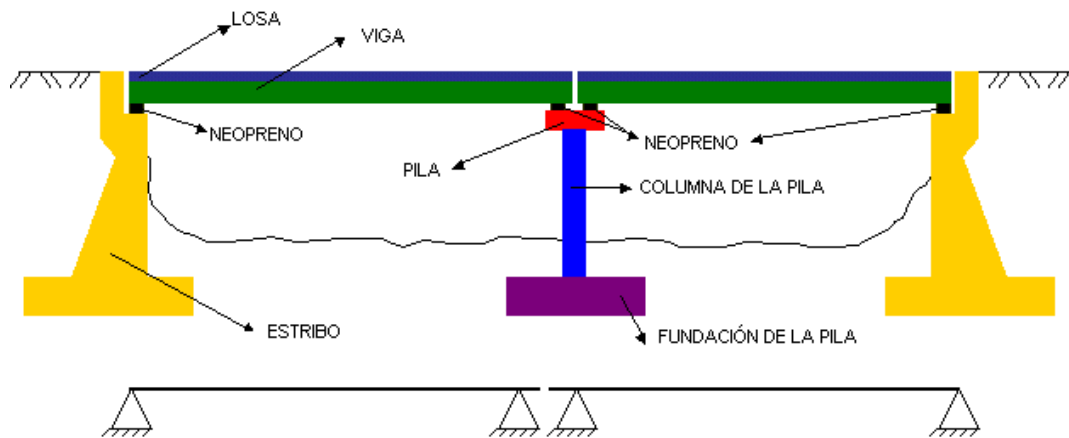 LOSA
VIGA
NEOPRENO
PILA
NEOPRENO
COLUMNA DE LA PILA
ESTRIBO
FUNDACIÓN DE LA PILA